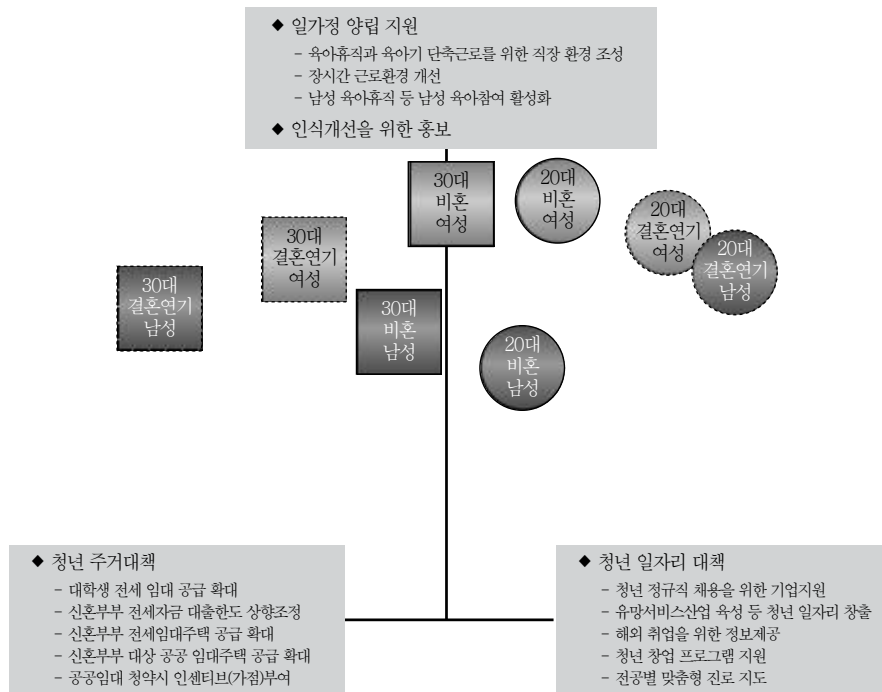 ◆ 일가정 양립 지원
- 육아휴직과 육아기 단축근로를 위한 직장 환경 조성
- 장시간 근로환경 개선
- 남성 육아휴직 등 남성 육아참여 활성화
◆ 인식개선을 위한 홍보
30대
비혼
여성
20대
비혼
여성
20대
결혼연기
여성
20대
결혼연기
남성
30대
결혼연기
여성
30대
결혼연기
남성
30대
비혼
남성
20대
비혼
남성
◆ 청년 주거대책
- 대학생 전세 임대 공급 확대
- 신혼부부 전세자금 대출한도 상향조정
- 신혼부부 전세임대주택 공급 확대
- 신혼부부 대상 공공 임대주택 공급 확대
- 공공임대 청약시 인센티브(가점)부여
◆ 청년 일자리 대책
- 청년 정규직 채용을 위한 기업지원
- 유망서비스산업 육성 등 청년 일자리 창출
- 해외 취업을 위한 정보제공
- 청년 창업 프로그램 지원
- 전공별 맞춤형 진로 지도